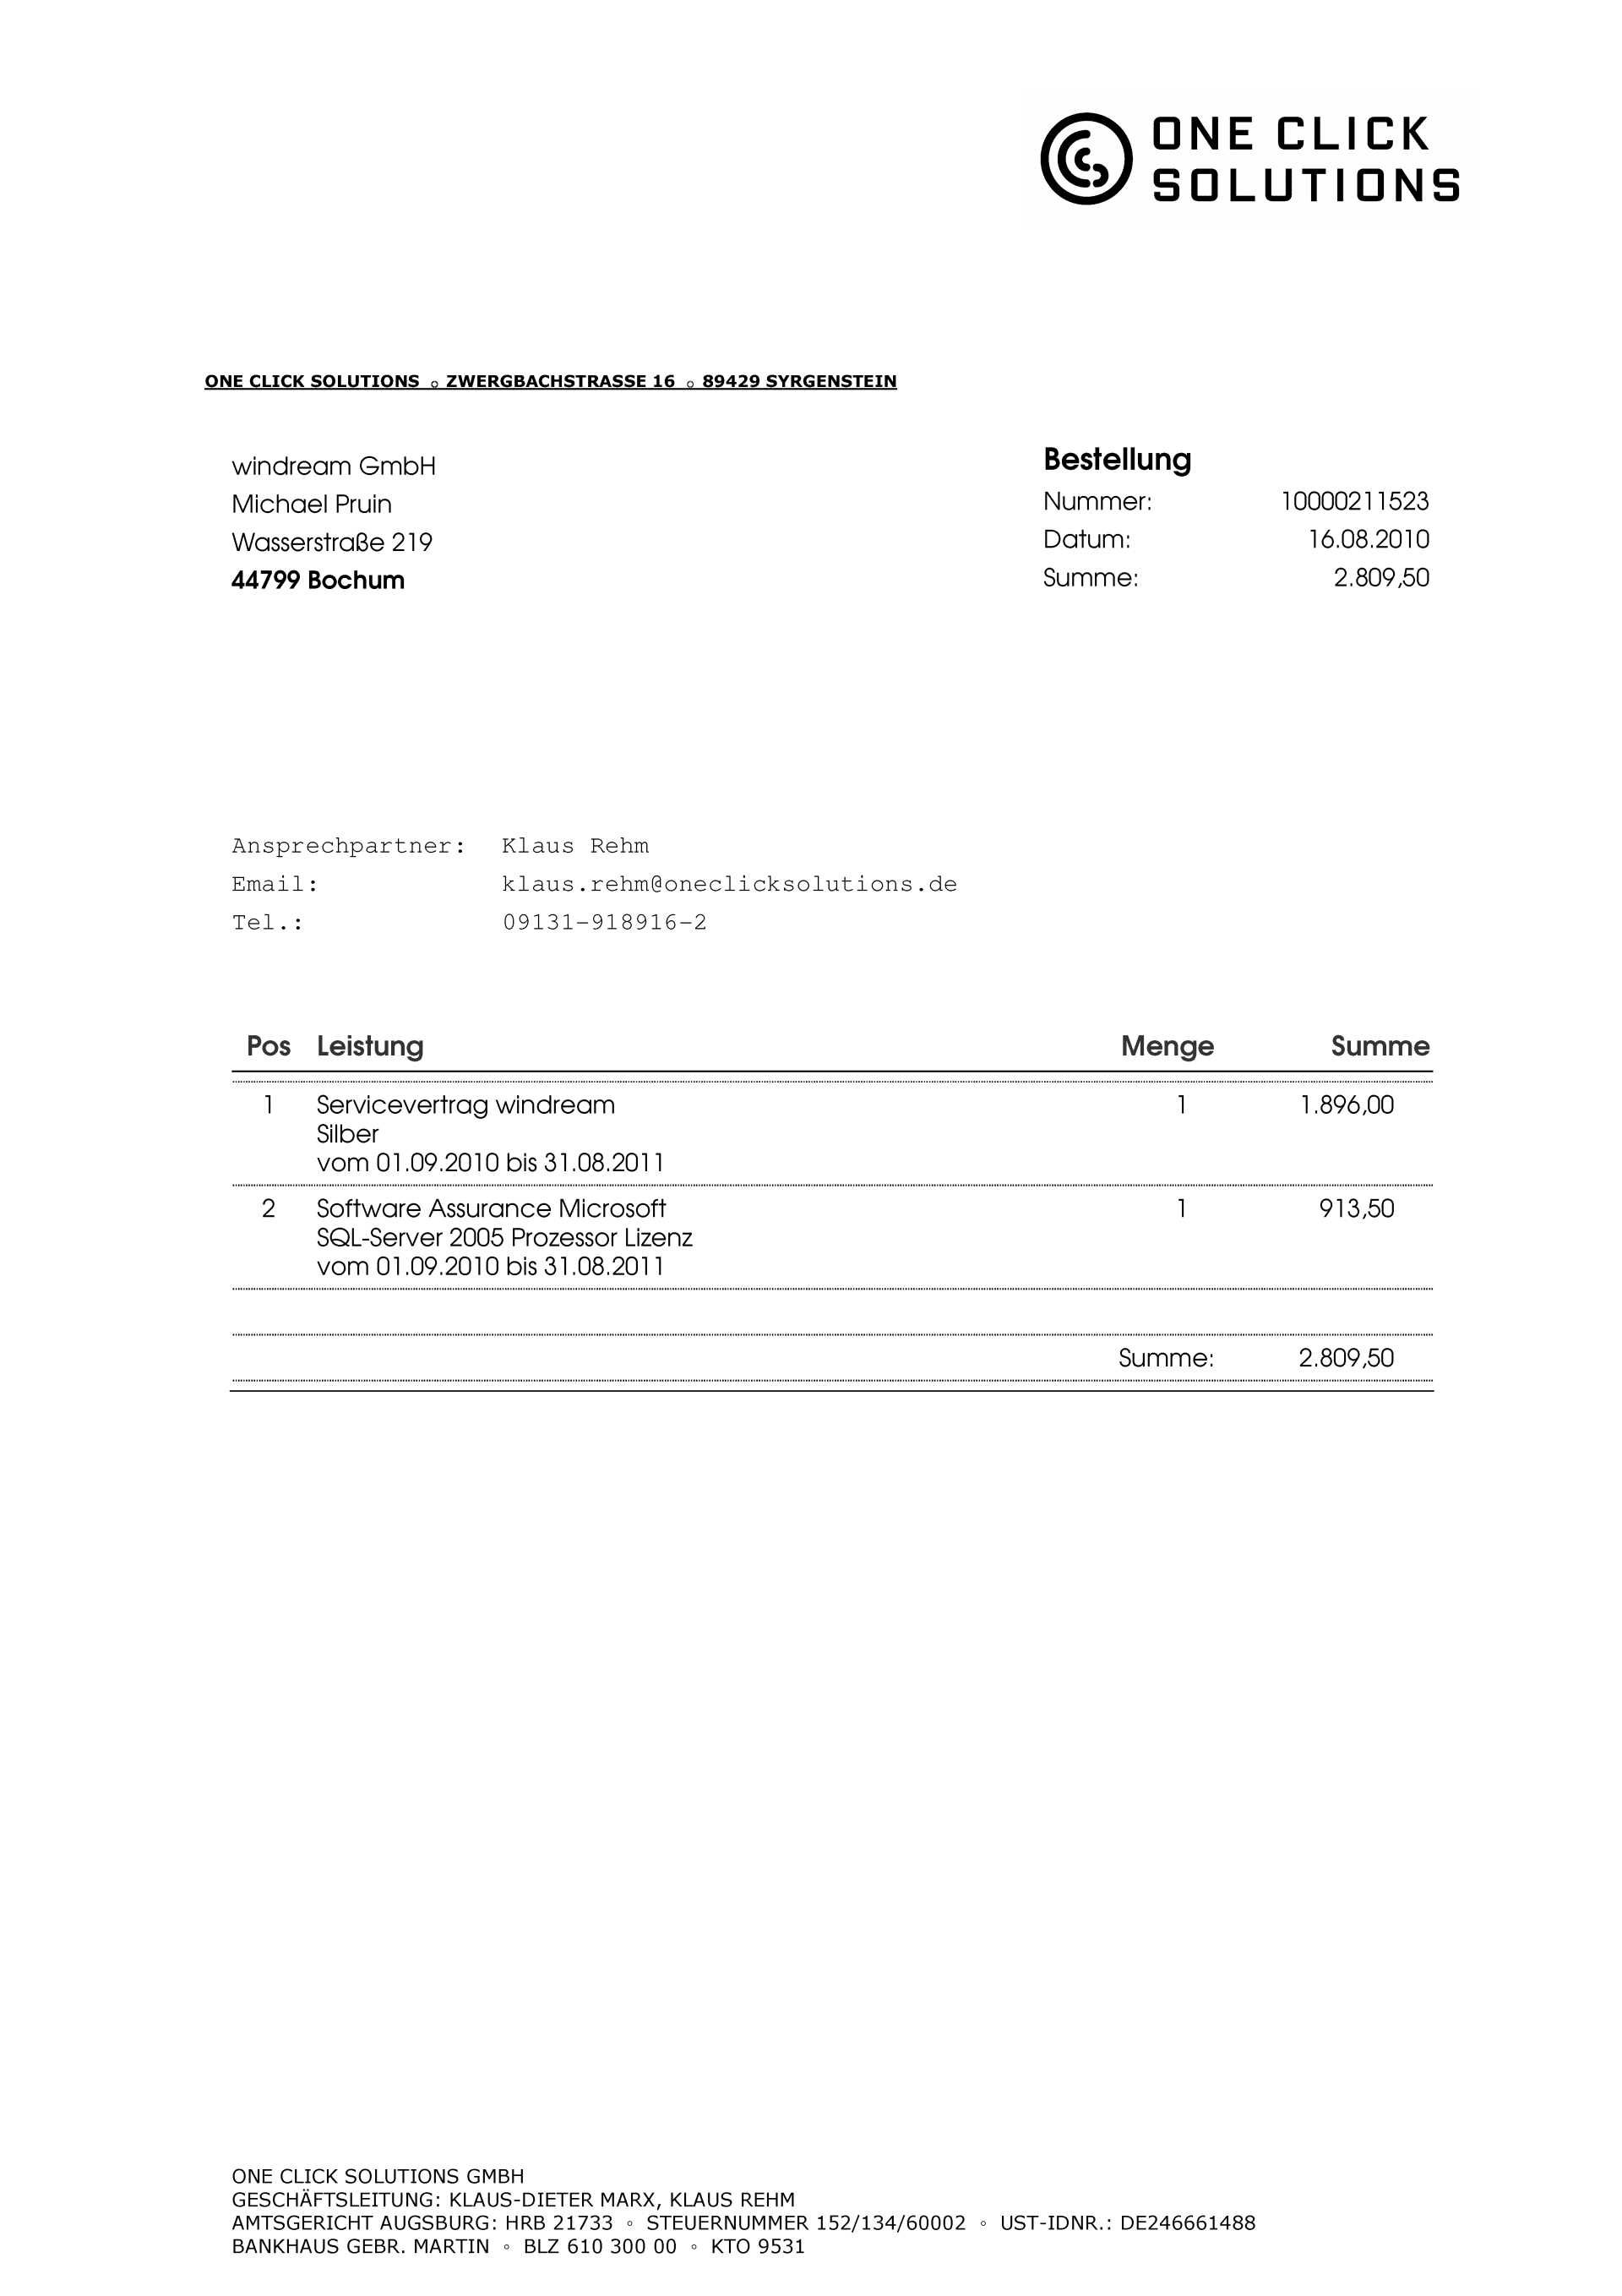 ONE CLICK
SOLUTIONS
ONE CLICK SOLUTIONS ◦ ZWERGBACHSTRASSE 16 ◦ 89429 SYRGENSTEIN
windream GmbH
Michael Pruin
Wasserstraße 219
44799 Bochum
Bestellung
Nummer: 10000211523
Datum: 16.08.2010
Summe: 2.809,50
Ansprechpartner: Klaus Rehm
Email: klaus.rehm@oneclicksolutions.de
Tel.: 09131-918916-2
Pos Leistung Menge Summe
1 Servicevertrag windream 1 1.896,00
Silber
vom 01.09.2010 bis 31.08.2011
2 Software Assurance Microsoft 1 913,50
SQL-Server 2005 Prozessor Lizenz
vom 01.09.2010 bis 31.08.2011
Summe: 2.809,50
ONE CLICK SOLUTIONS GMBH
GESCHÄFTSLEITUNG: KLAUS-DIETER MARX, KLAUS REHM
AMTSGERICHT AUGSBURG: HRB 21733 ◦ STEUERNUMMER 152/134/60002 ◦ UST-IDNR.: DE246661488
BANKHAUS GEBR. MARTIN ◦ BLZ 610 300 00 ◦ KTO 9531